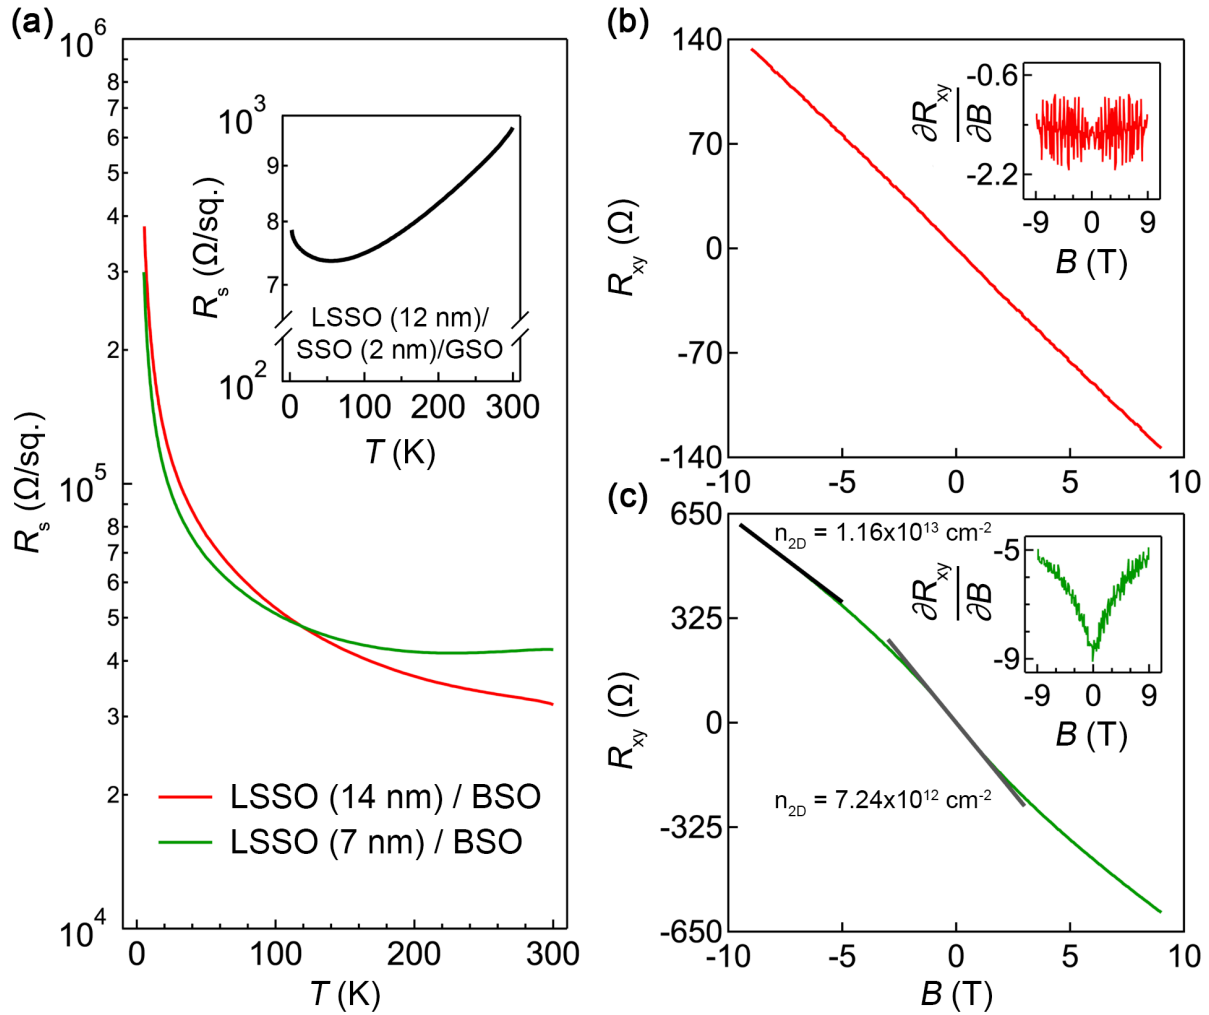 (a)
10^6
8
7
6
5
4
3
2
10^5
8
7
6
5
4
3
2
10^4
R_s (Ω/sq.)
0
100
200
300
T (K)
LSSO (14 nm) / BSO
LSSO (7 nm) / BSO
10^3
9
8
7
10^2
R_s (Ω/sq.)
LSSO (12 nm)/
SSO (2 nm)/GSO
0
100
200
300
T (K)
(b)
140
70
0
-70
-140
R_xy (Ω)
-10
-5
0
5
10
∂R_xy
∂B
-0.6
-2.2
-9
0
9
B (T)
(c)
650
325
0
-325
-650
R_xy (Ω)
n_2D = 1.16x10^13 cm^-2
n_2D = 7.24x10^12 cm^-2
∂R_xy
∂B
-5
-9
-9
0
9
B (T)
-10
-5
0
5
10
B (T)